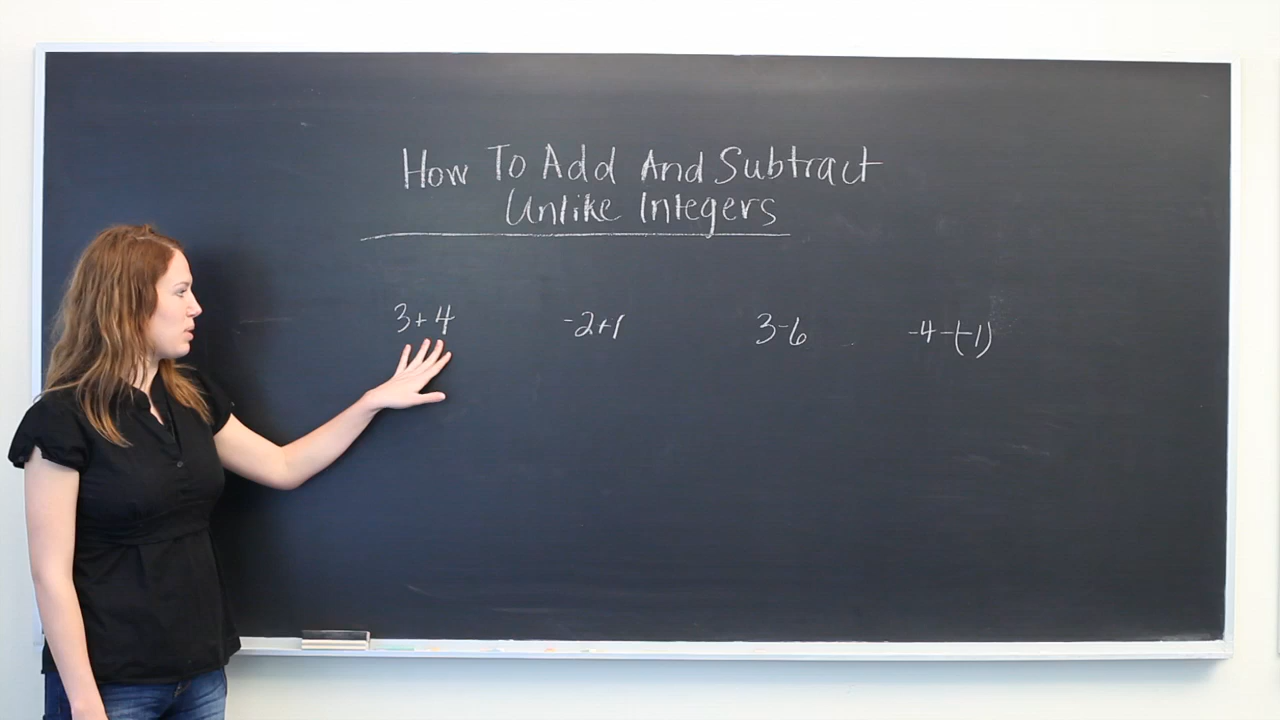 How To Add And Subtract
Unlike Integers
3+4 -2+1 3-6 -4-(-1)